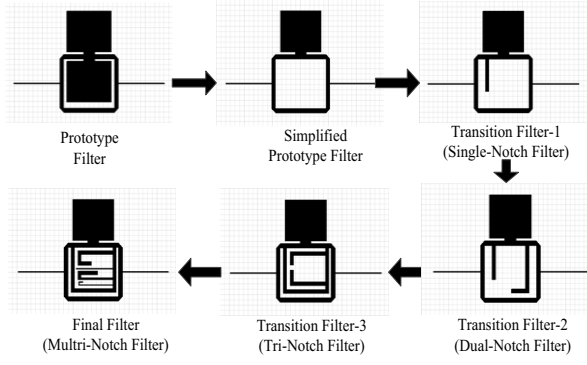 Prototype
Filter
Simplified
Prototype Filter
Transition Filter-1
(Single-Notch Filter)
Final Filter
(Multri-Notch Filter)
Transition Filter-3
(Tri-Notch Filter)
Transition Filter-2
(Dual-Notch Filter)